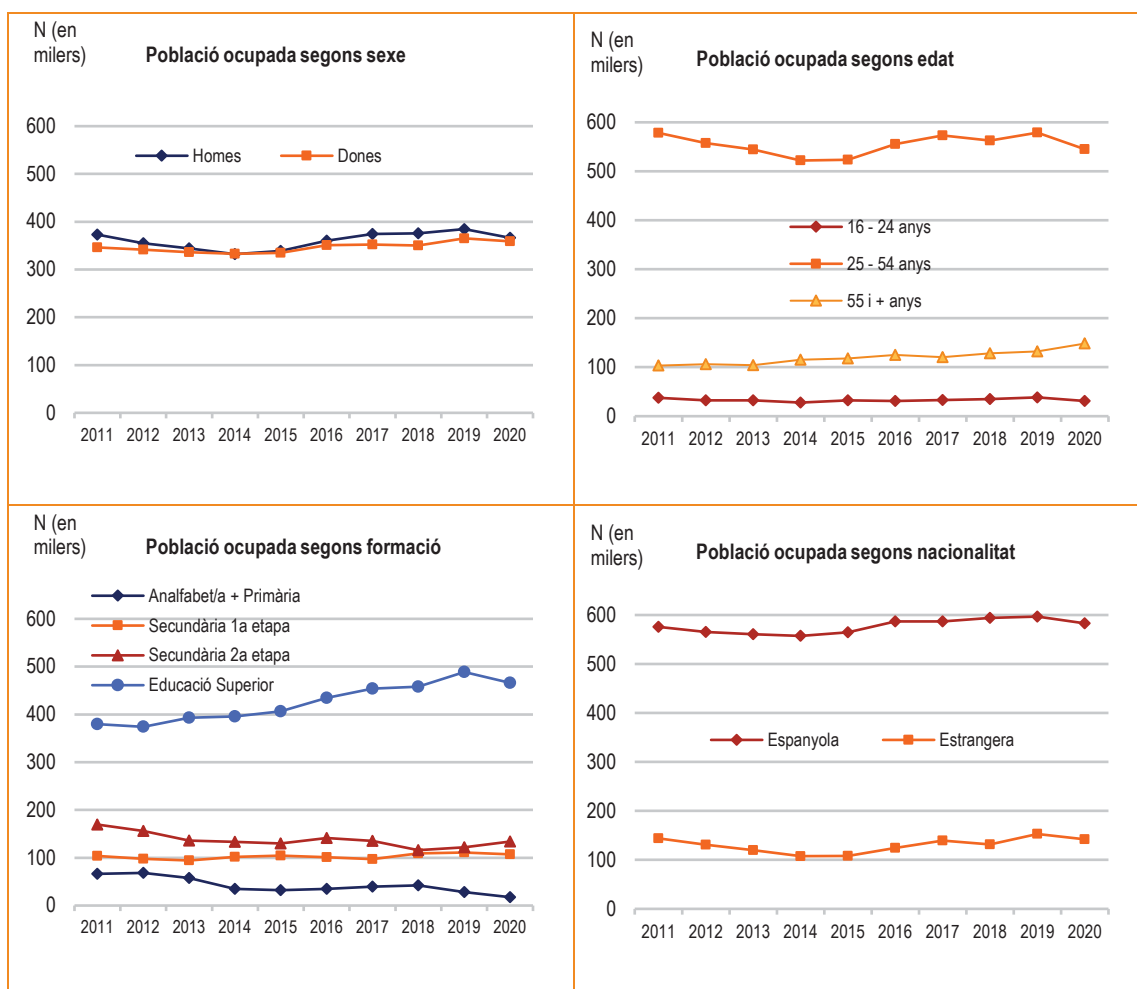 N (en
milers)
Població ocupada segons sexe
600
Homes
Dones
500
400
300
200
100
0
2011 2012 2013 2014 2015 2016 2017 2018 2019 2020
N (en
milers)
Població ocupada segons edat
600
500
400
16 - 24 anys
300
25 - 54 anys
55 i + anys
200
100
0
2011 2012 2013 2014 2015 2016 2017 2018 2019 2020
N (en
milers)
Població ocupada segons formació
Analfabet/a + Primària
600
Secundària 1a etapa
Secundària 2a etapa
500
Educació Superior
400
300
200
100
0
2011 2012 2013 2014 2015 2016 2017 2018 2019 2020
N (en
milers)
Població ocupada segons nacionalitat
600
500
400
Espanyola
Estrangera
300
200
100
0
2011 2012 2013 2014 2015 2016 2017 2018 2019 2020